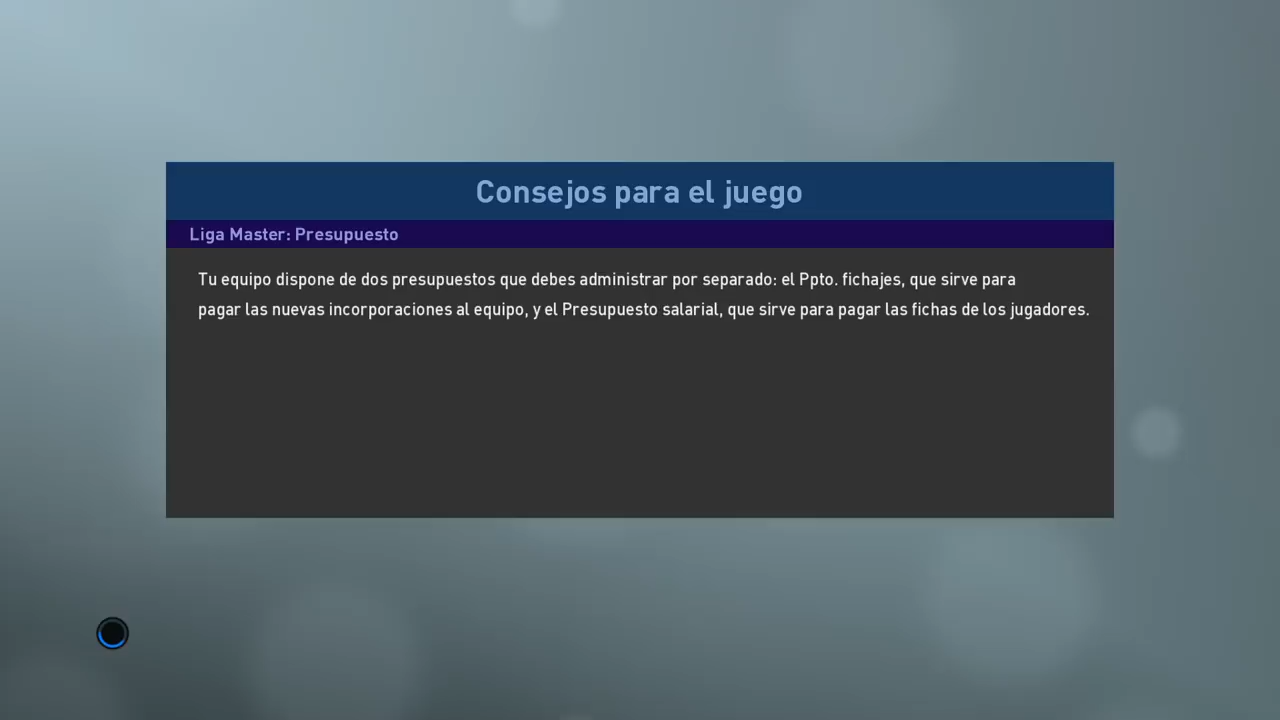 Consejos para el juego
Liga Master: Presupuesto
Tu equipo dispone de dos presupuestos que debes administrar por separado: el Ppto. fichajes, que sirve para
pagar las nuevas incorporaciones al equipo, y el Presupuesto salarial, que sirve para pagar las fichas de los jugadores.